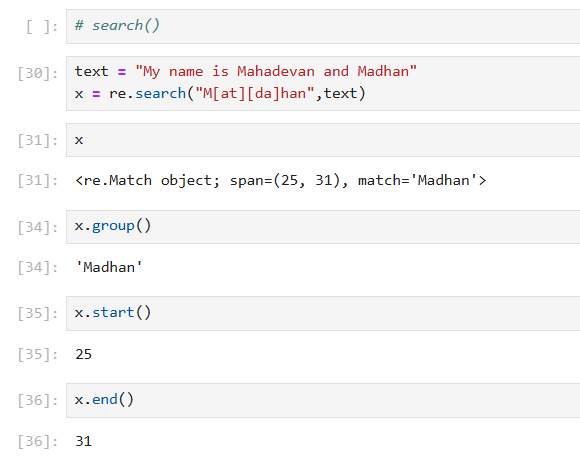 [ ]: # search()
[30]: text = "My name is Mahadevan and Madhan"
x = re.search("M[at][da]han",text)
[31]: x
[31]: <re.Match object; span=(25, 31), match='Madhan'>
[34]: x.group()
[34]: 'Madhan'
[35]: x.start()
[35]: 25
[36]: x.end()
[36]: 31